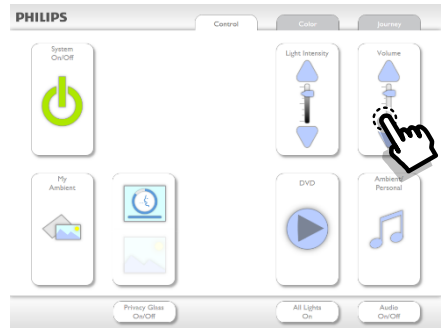 PHILIPS
Control
Color
Journey
System
On/Off
Light Intensity
Volume
My
Ambient
DVD
Ambient
Personal
Privacy Glass
On/Off
All Lights
On
Audio
On/Off